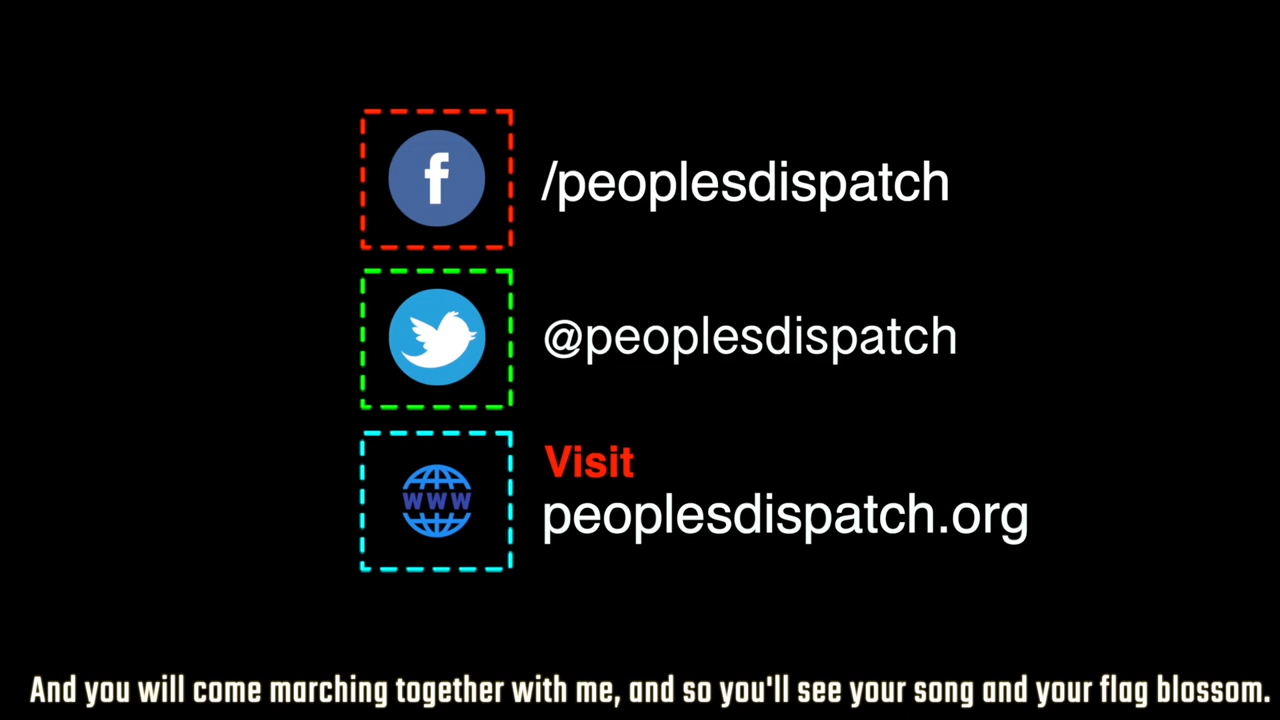 f
/peoplesdispatch
@peoplesdispatch
Visit
www
peoplesdispatch.org
And you will come marching together with me, and so you'll see your song and your flag blossom.